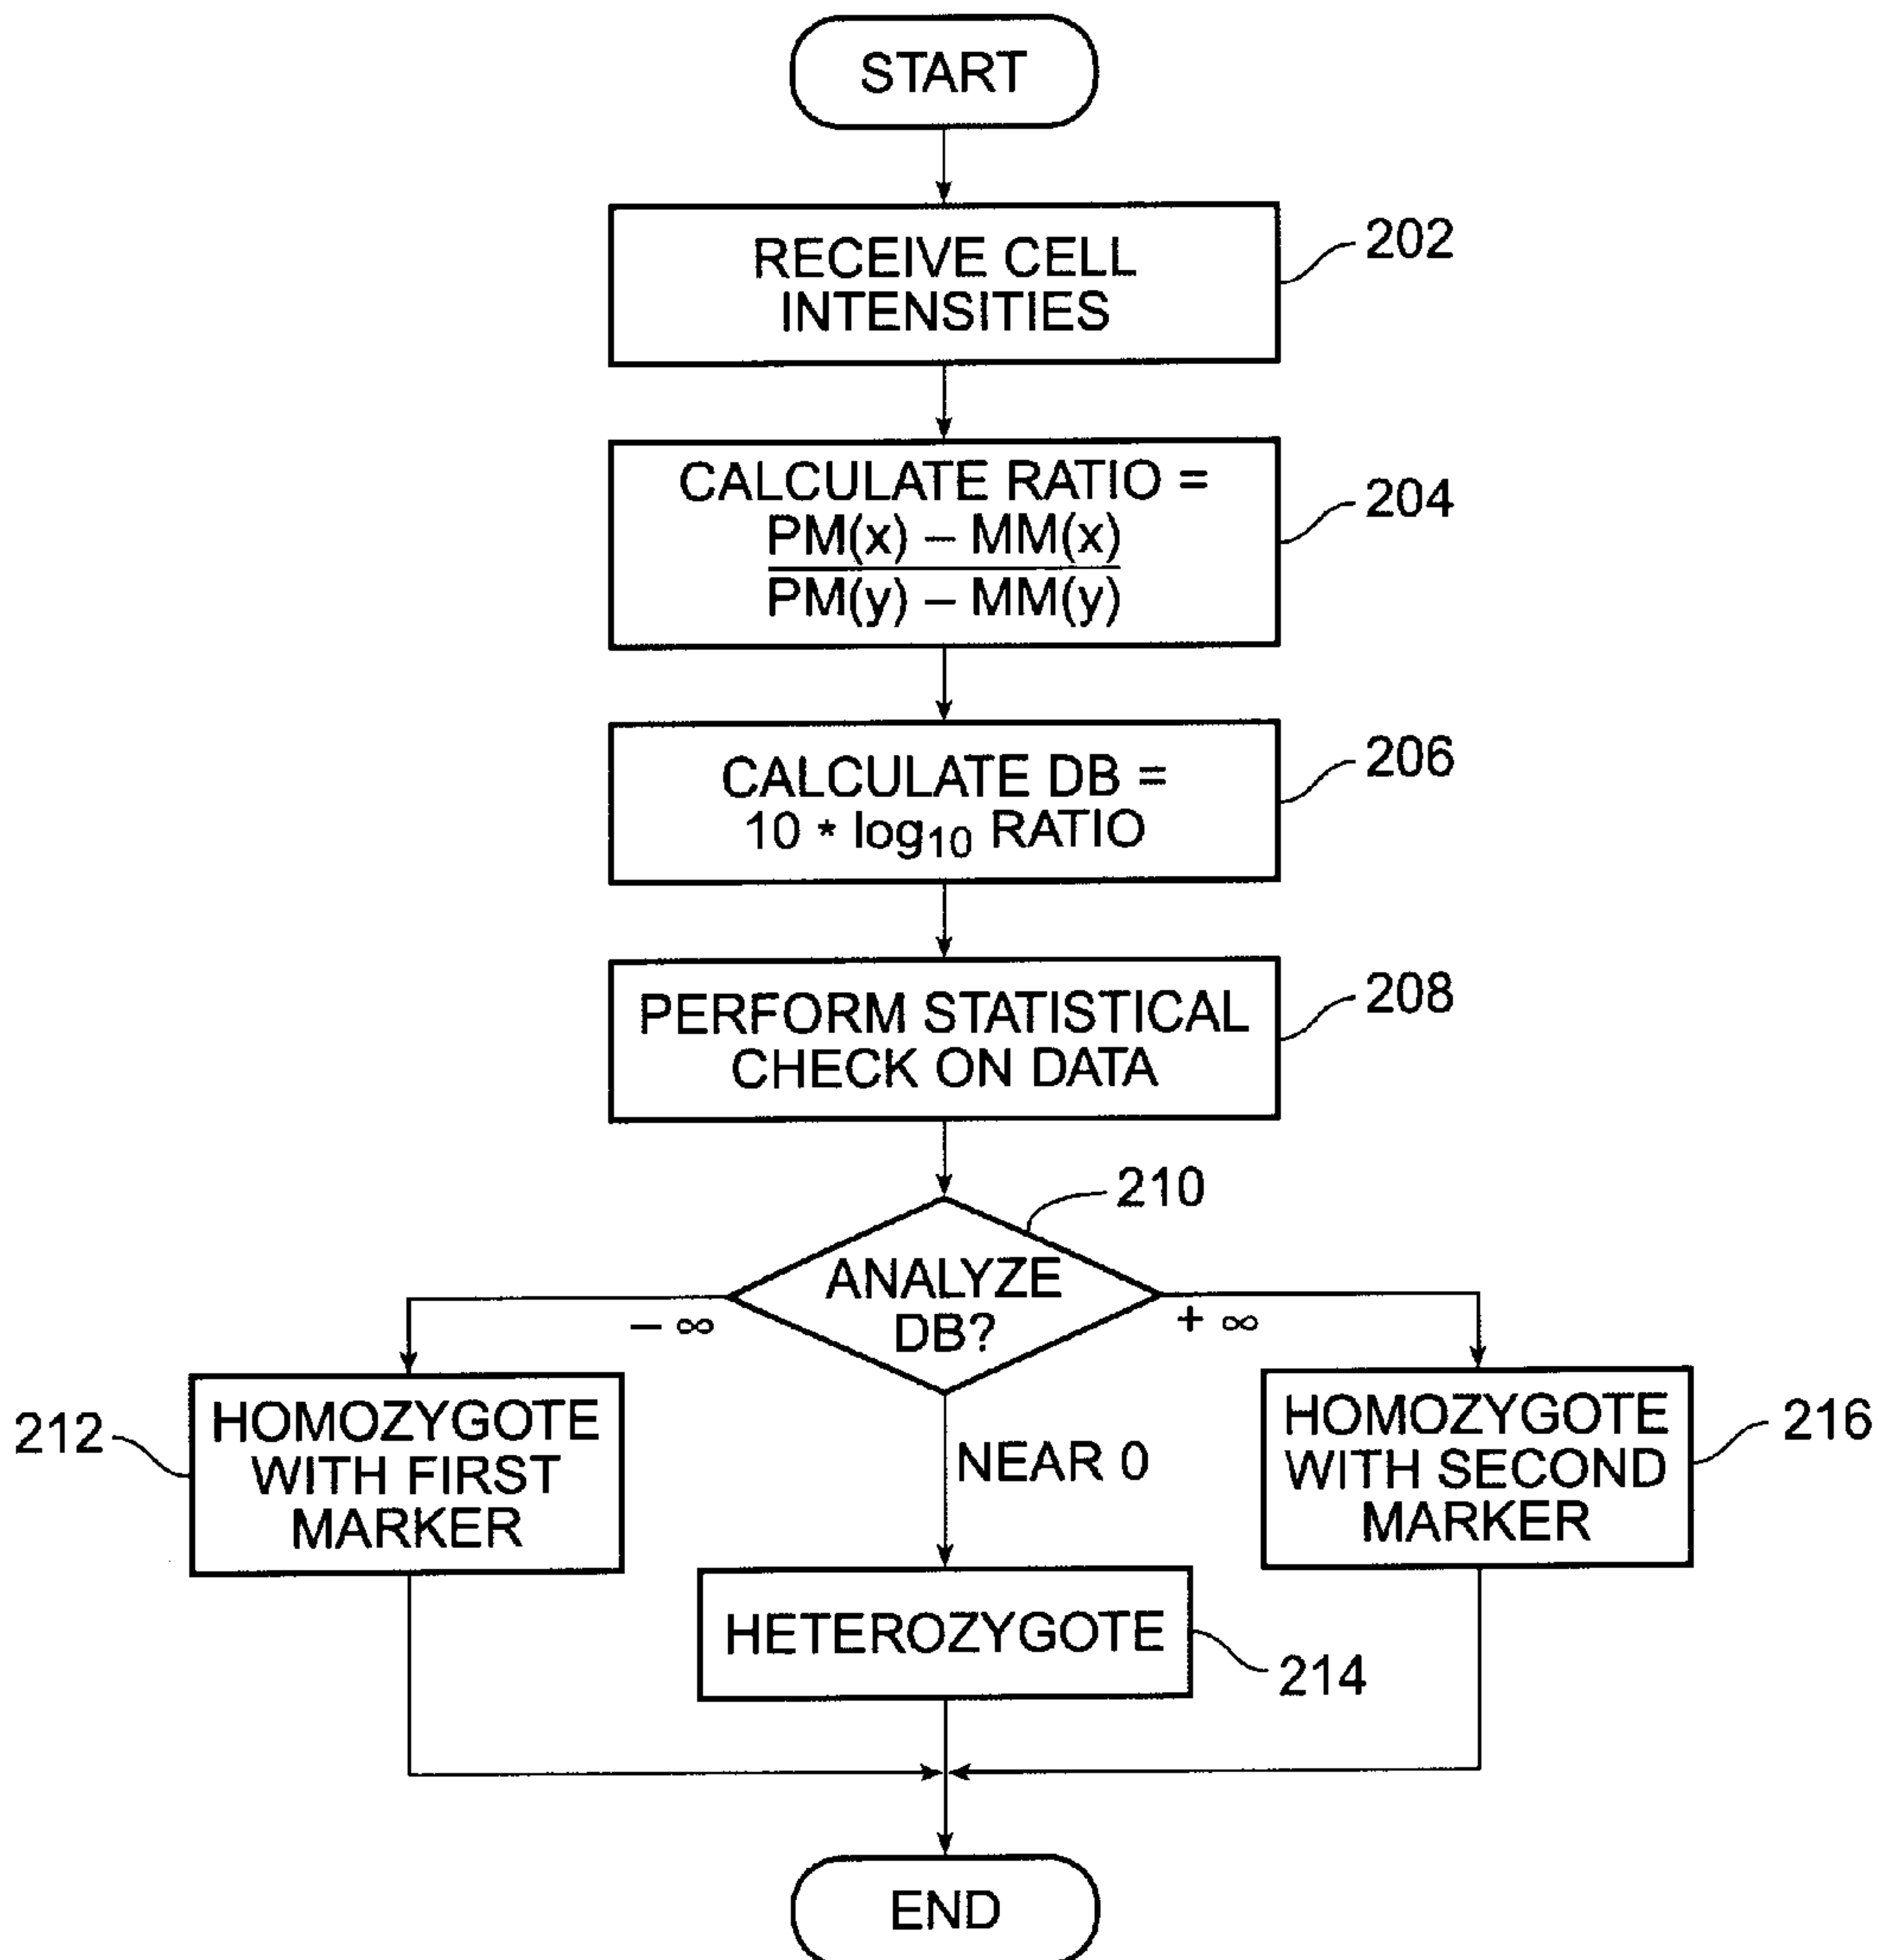 START
RECEIVE CELL
INTENSITIES
202
CALCULATE RATIO =
PM(x) – MM(x)
PM(y) – MM(y)
204
CALCULATE DB =
10 * log₁₀ RATIO
206
PERFORM STATISTICAL
CHECK ON DATA
208
210
ANALYZE
DB?
– ∞
+ ∞
NEAR 0
212
HOMOZYGOTE
WITH FIRST
MARKER
HOMOZYGOTE
WITH SECOND
MARKER
216
HETEROZYGOTE
214
END